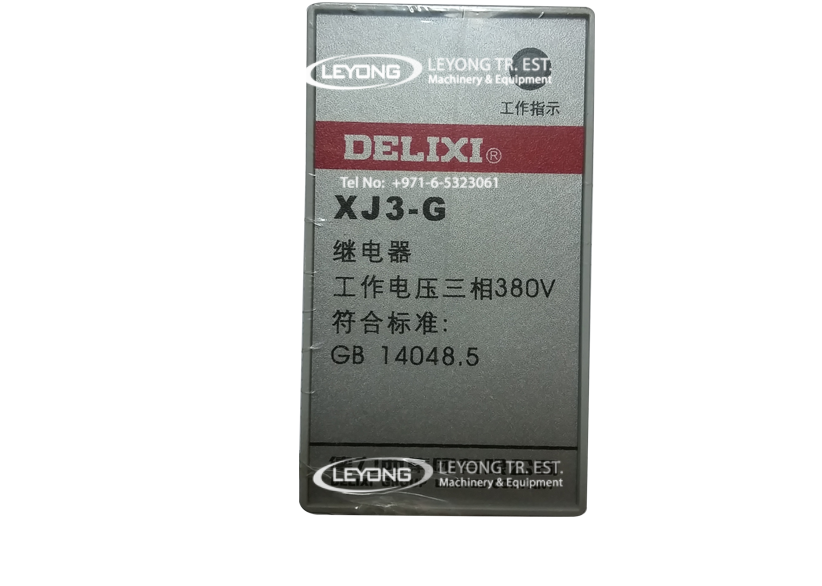 LEYONG LEYONG TR. EST.
Machinery & Equipment
工作指示
DELIXI®
Tel No: +971-6-5323061
XJ3-G
继电器
工作电压三相380V
符合标准:
GB 14048.5
LEYONG LEYONG TR. EST.
Machinery & Equipment